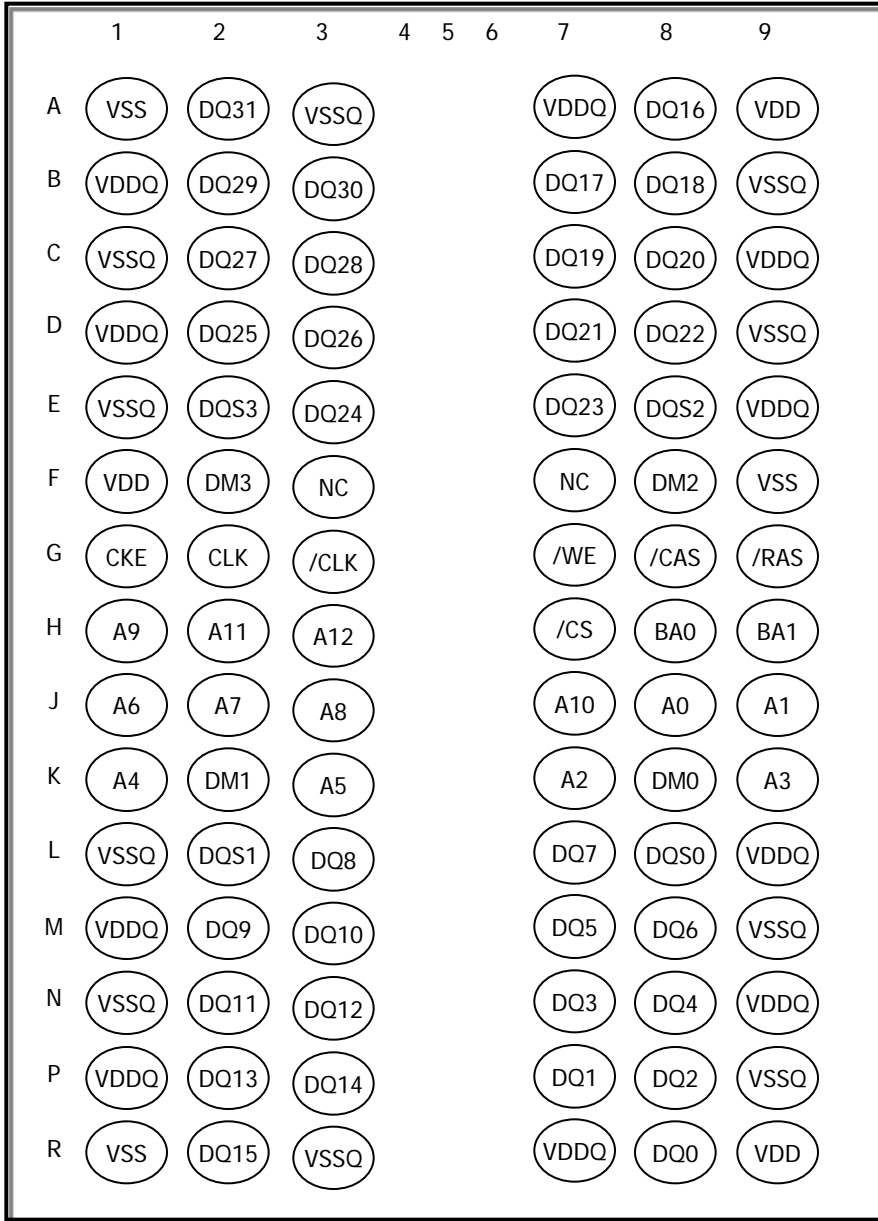 1 2 3 4 5 6 7 8 9
A VSS DQ31 VSSQ VDDQ DQ16 VDD
B VDDQ DQ29 DQ30 DQ17 DQ18 VSSQ
C VSSQ DQ27 DQ28 DQ19 DQ20 VDDQ
D VDDQ DQ25 DQ26 DQ21 DQ22 VSSQ
E VSSQ DQS3 DQ24 DQ23 DQS2 VDDQ
F VDD DM3 NC NC DM2 VSS
G CKE CLK /CLK /WE /CAS /RAS
H A9 A11 A12 /CS BA0 BA1
J A6 A7 A8 A10 A0 A1
K A4 DM1 A5 A2 DM0 A3
L VSSQ DQS1 DQ8 DQ7 DQS0 VDDQ
M VDDQ DQ9 DQ10 DQ5 DQ6 VSSQ
N VSSQ DQ11 DQ12 DQ3 DQ4 VDDQ
P VDDQ DQ13 DQ14 DQ1 DQ2 VSSQ
R VSS DQ15 VSSQ VDDQ DQ0 VDD